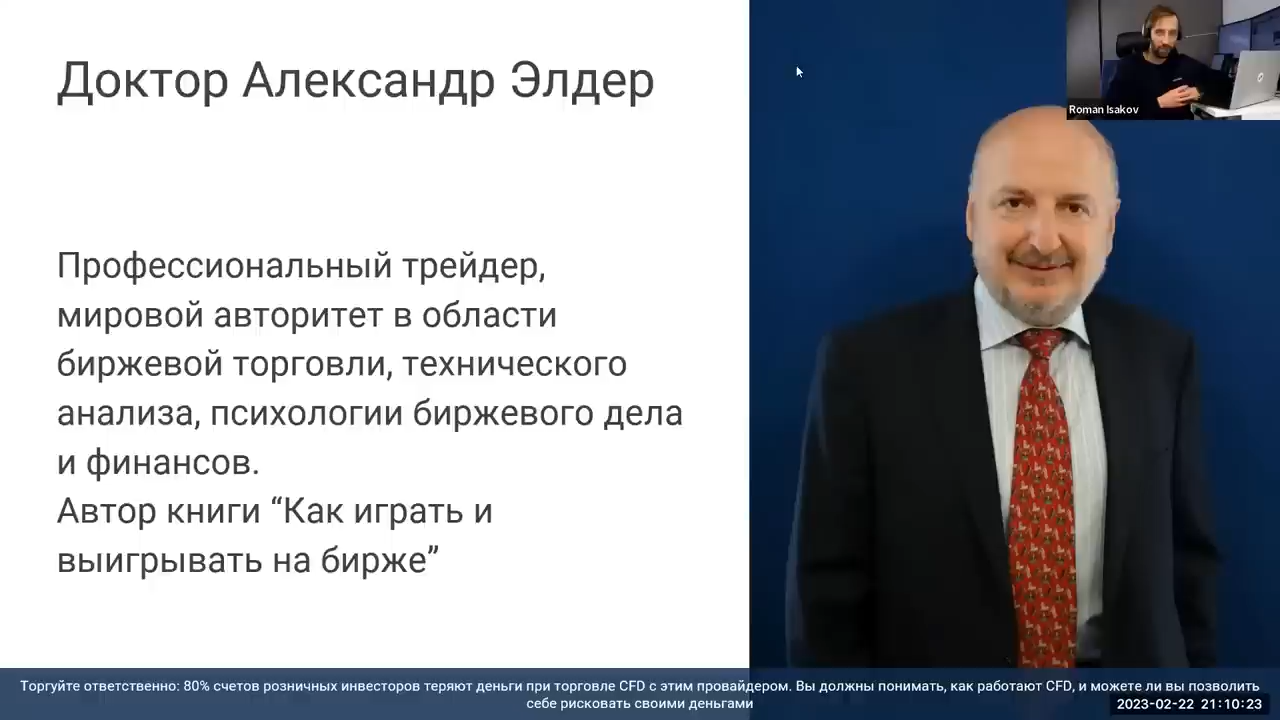 Доктор Александр Элдер
Roman Isakov
Профессиональный трейдер,
мировой авторитет в области
биржевой торговли, технического
анализа, психологии биржевого дела
и финансов.
Автор книги “Как играть и
выигрывать на бирже”
Торгуйте ответственно: 80% счетов розничных инвесторов теряют деньги при торговле CFD с этим провайдером. Вы должны понимать, как работают CFD, и можете ли вы позволить
себе рисковать своими деньгами
2023-02-22 21:10:23